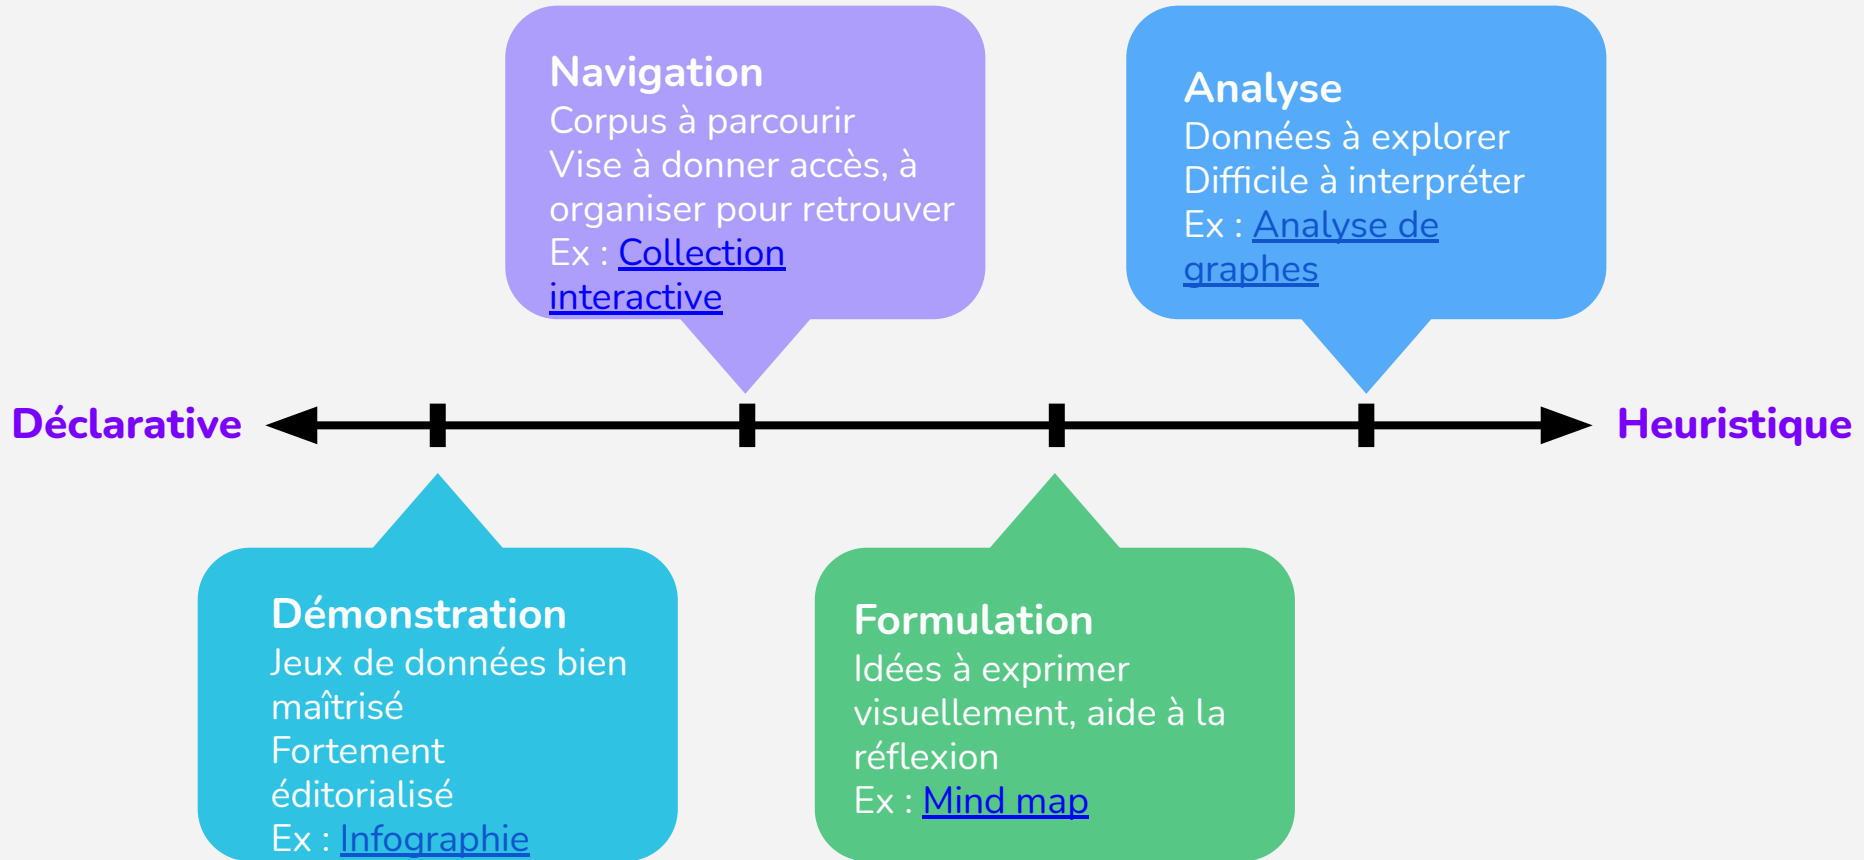 Navigation
Corpus à parcourir
Vise à donner accès, à
organiser pour retrouver
Ex : Collection
interactive
Analyse
Données à explorer
Difficile à interpréter
Ex : Analyse de
graphes
Déclarative
Heuristique
Démonstration
Jeux de données bien
maîtrisé
Fortement
éditorialisé
Ex : Infographie
Formulation
Idées à exprimer
visuellement, aide à la
réflexion
Ex : Mind map